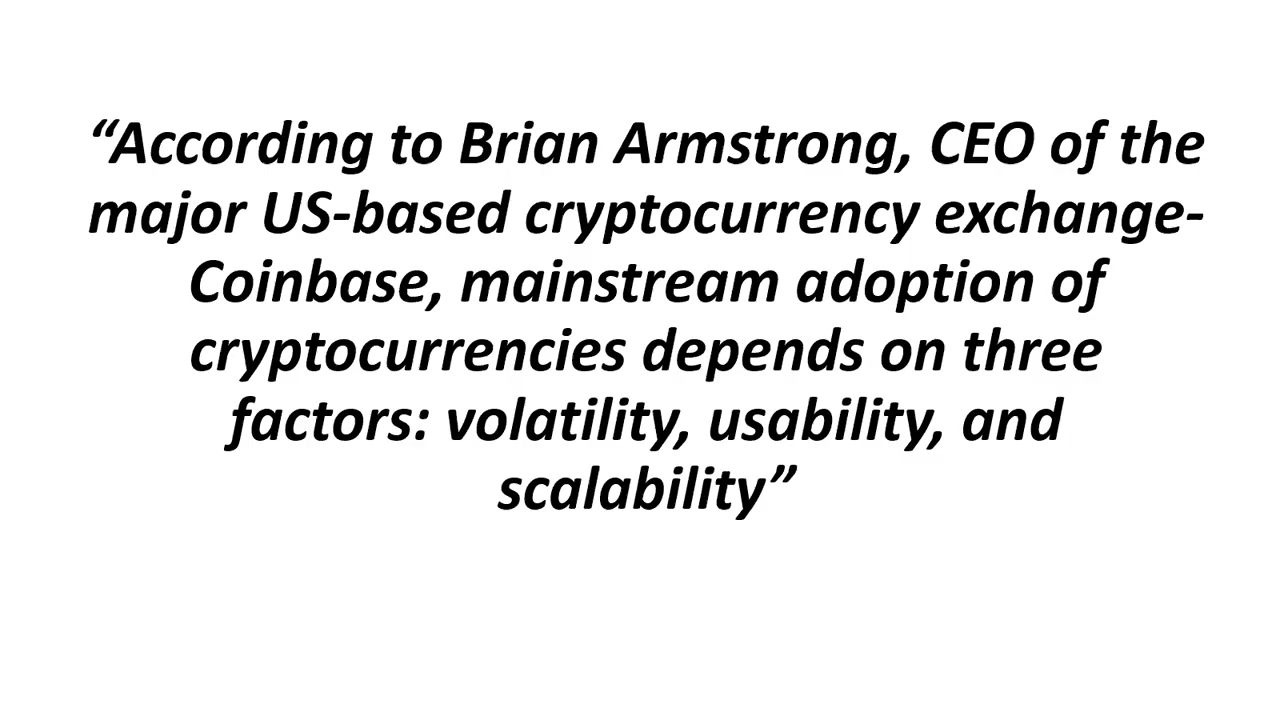 “According to Brian Armstrong, CEO of the
major US-based cryptocurrency exchange-
Coinbase, mainstream adoption of
cryptocurrencies depends on three
factors: volatility, usability, and
scalability”